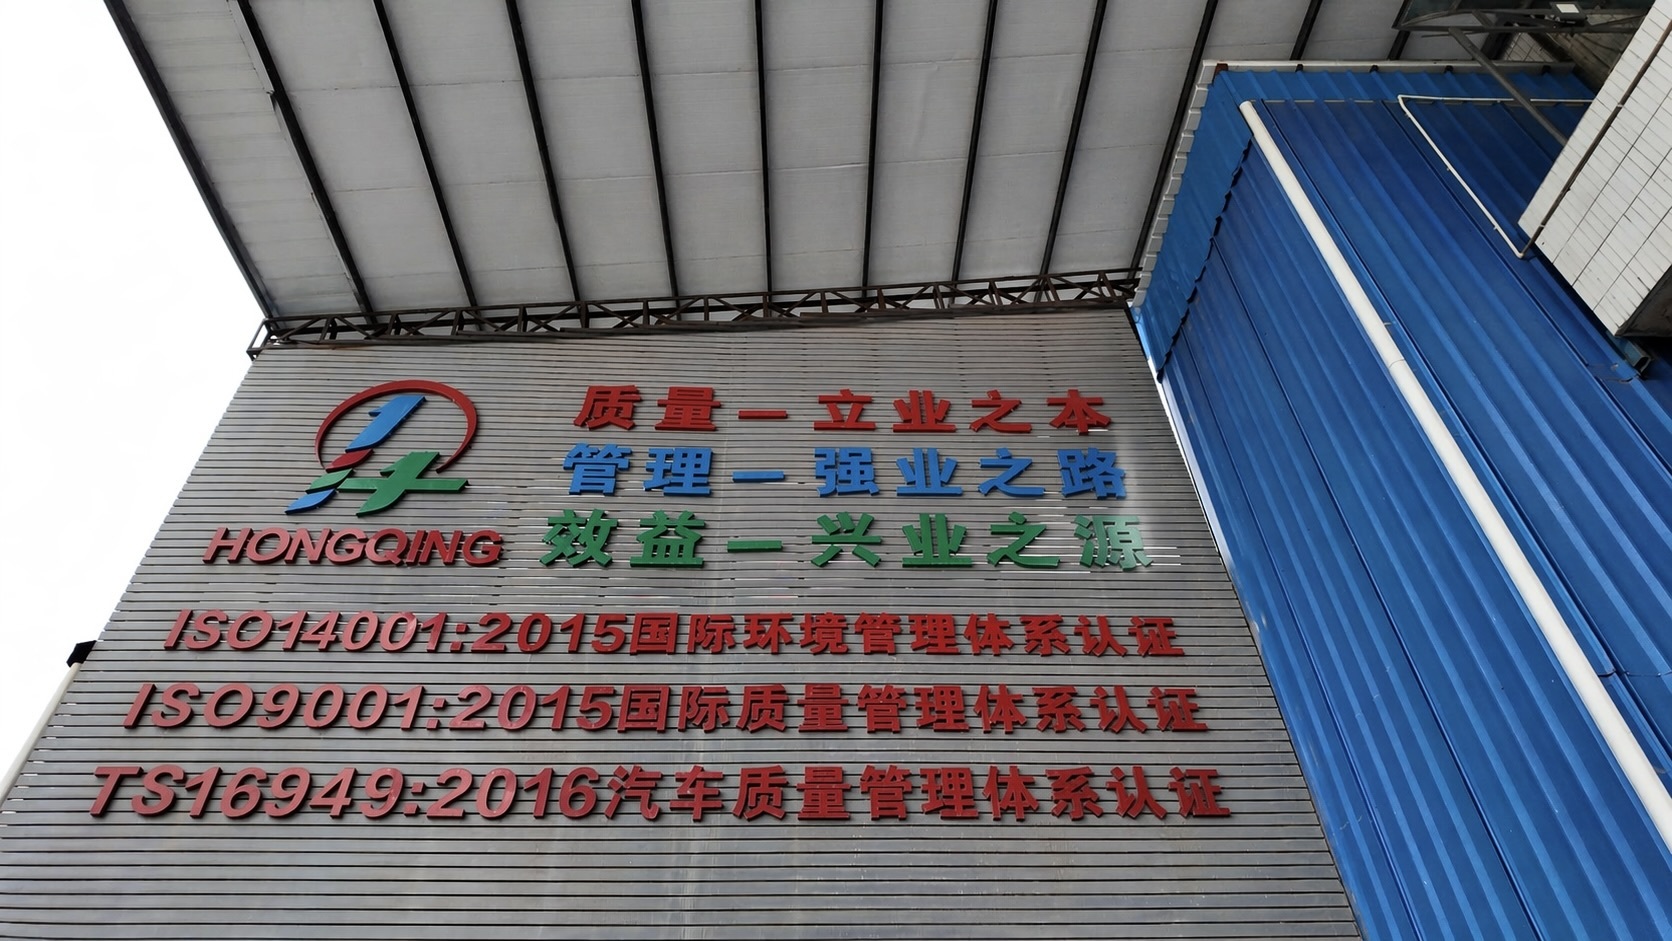 质量—立业之本
管理—强业之路
效益—兴业之源
HONGQING
ISO14001:2015国际环境管理体系认证
ISO9001:2015国际质量管理体系认证
TS16949:2016汽车质量管理体系认证